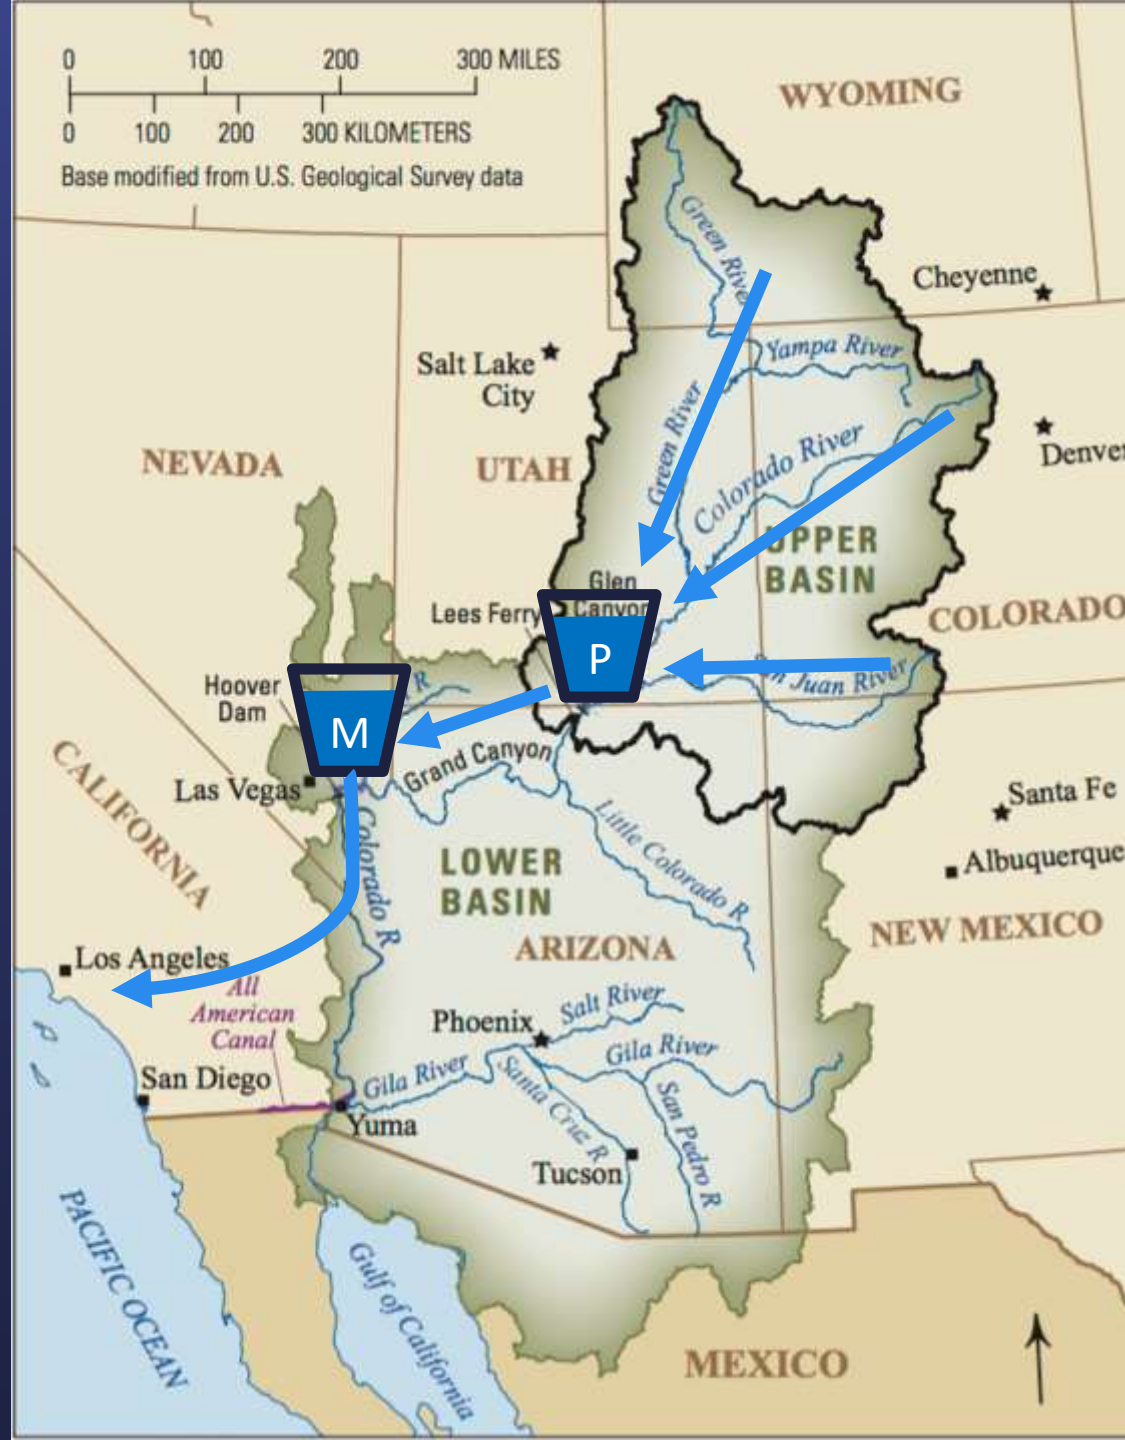 0 100 200 300 MILES
0 100 200 300 KILOMETERS
Base modified from U.S. Geological Survey data
WYOMING
Green River
Cheyenne
Salt Lake
City
Yampa River
Denver
NEVADA
UTAH
Green River
Colorado River
UPPER
BASIN
Glen
Canyon
Lees Ferry
COLORADO
P
San Juan River
Hoover
Dam
R
M
Grand Canyon
Las Vegas
CALIFORNIA
Colorado R
Little Colorado R
Santa Fe
Albuquerque
LOWER
BASIN
ARIZONA
NEW MEXICO
Los Angeles
All
American
Canal
Phoenix
Salt River
San Diego
Gila River
Gila River
Santa Cruz R
San Pedro R
Yuma
Tucson
PACIFIC OCEAN
Gulf of California
MEXICO